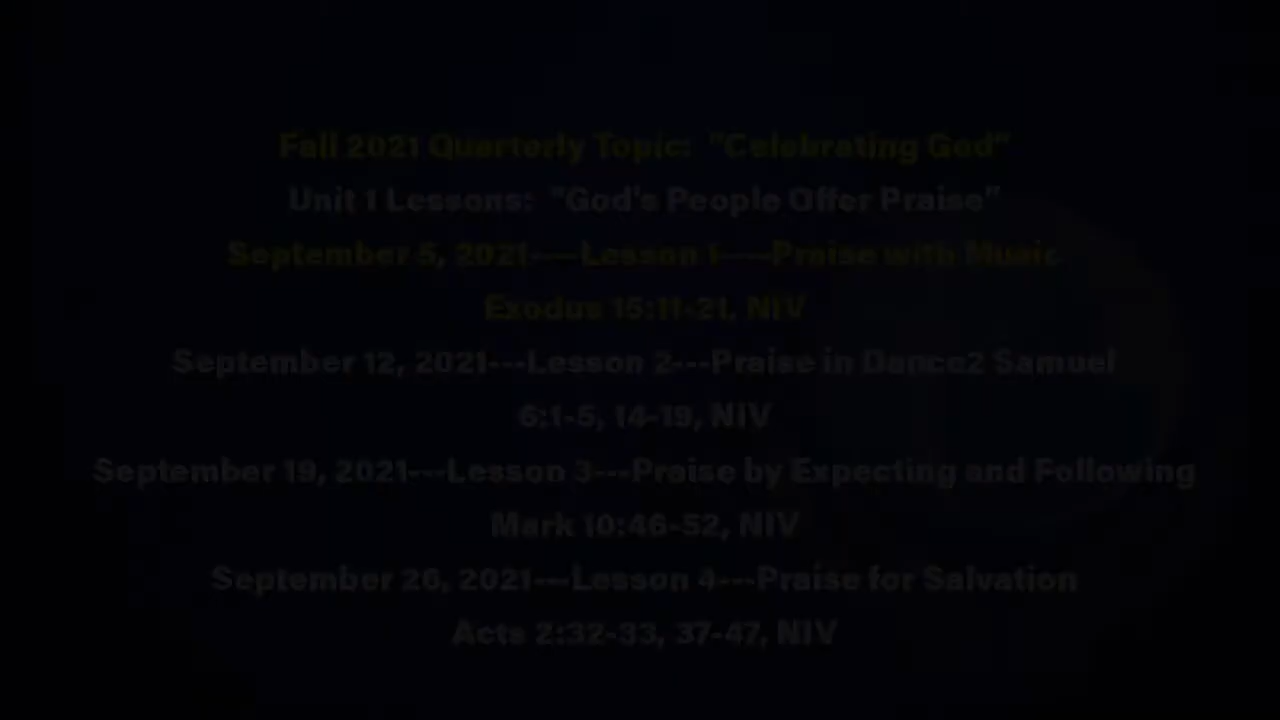 Fall 2021 Quarterly Topic:  "Celebrating God"
Unit 1 Lessons:  "God's People Offer Praise"
September 5, 2021---Lesson 1---Praise with Music
Exodus 15:11-21, NIV
September 12, 2021---Lesson 2---Praise in Dance2 Samuel
6:1-5, 14-19, NIV
September 19, 2021---Lesson 3---Praise by Expecting and Following
Mark 10:46-52, NIV
September 26, 2021---Lesson 4---Praise for Salvation
Acts 2:32-33, 37-47, NIV